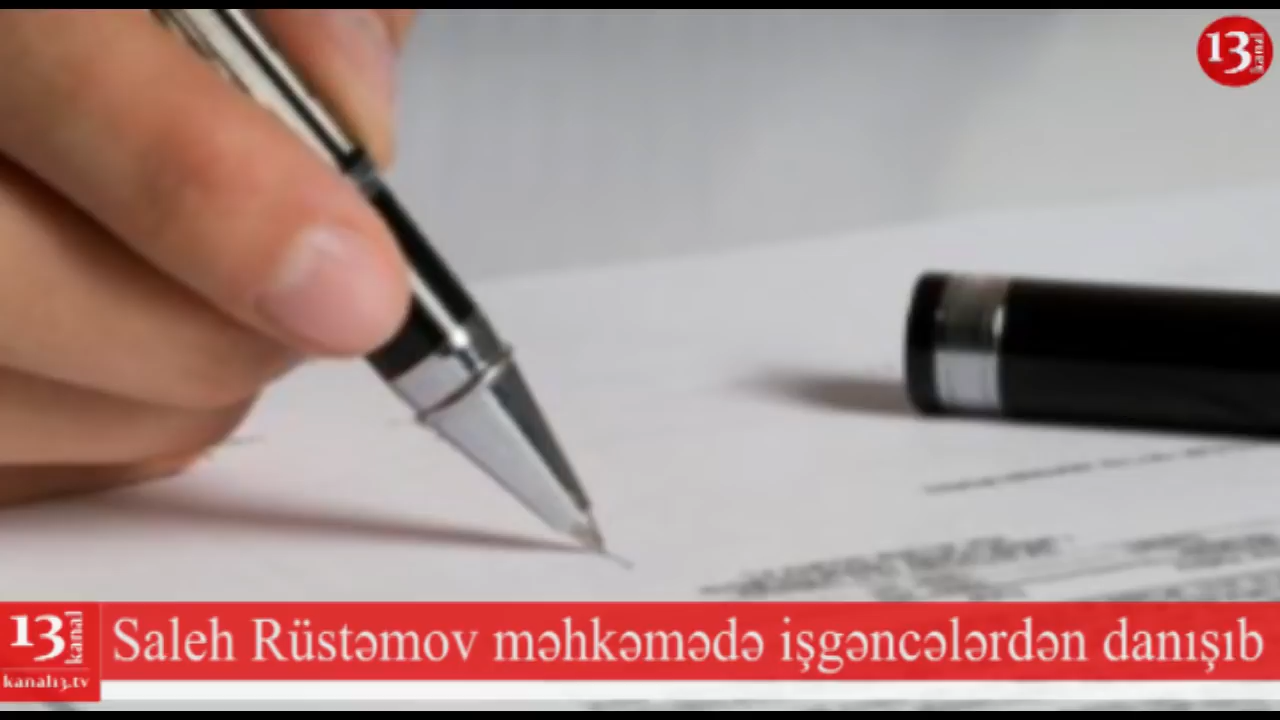 13 kanal
13 kanal
kanal13.tv
Saleh Rüstəmov məhkəmədə işgəncələrdən danışıb